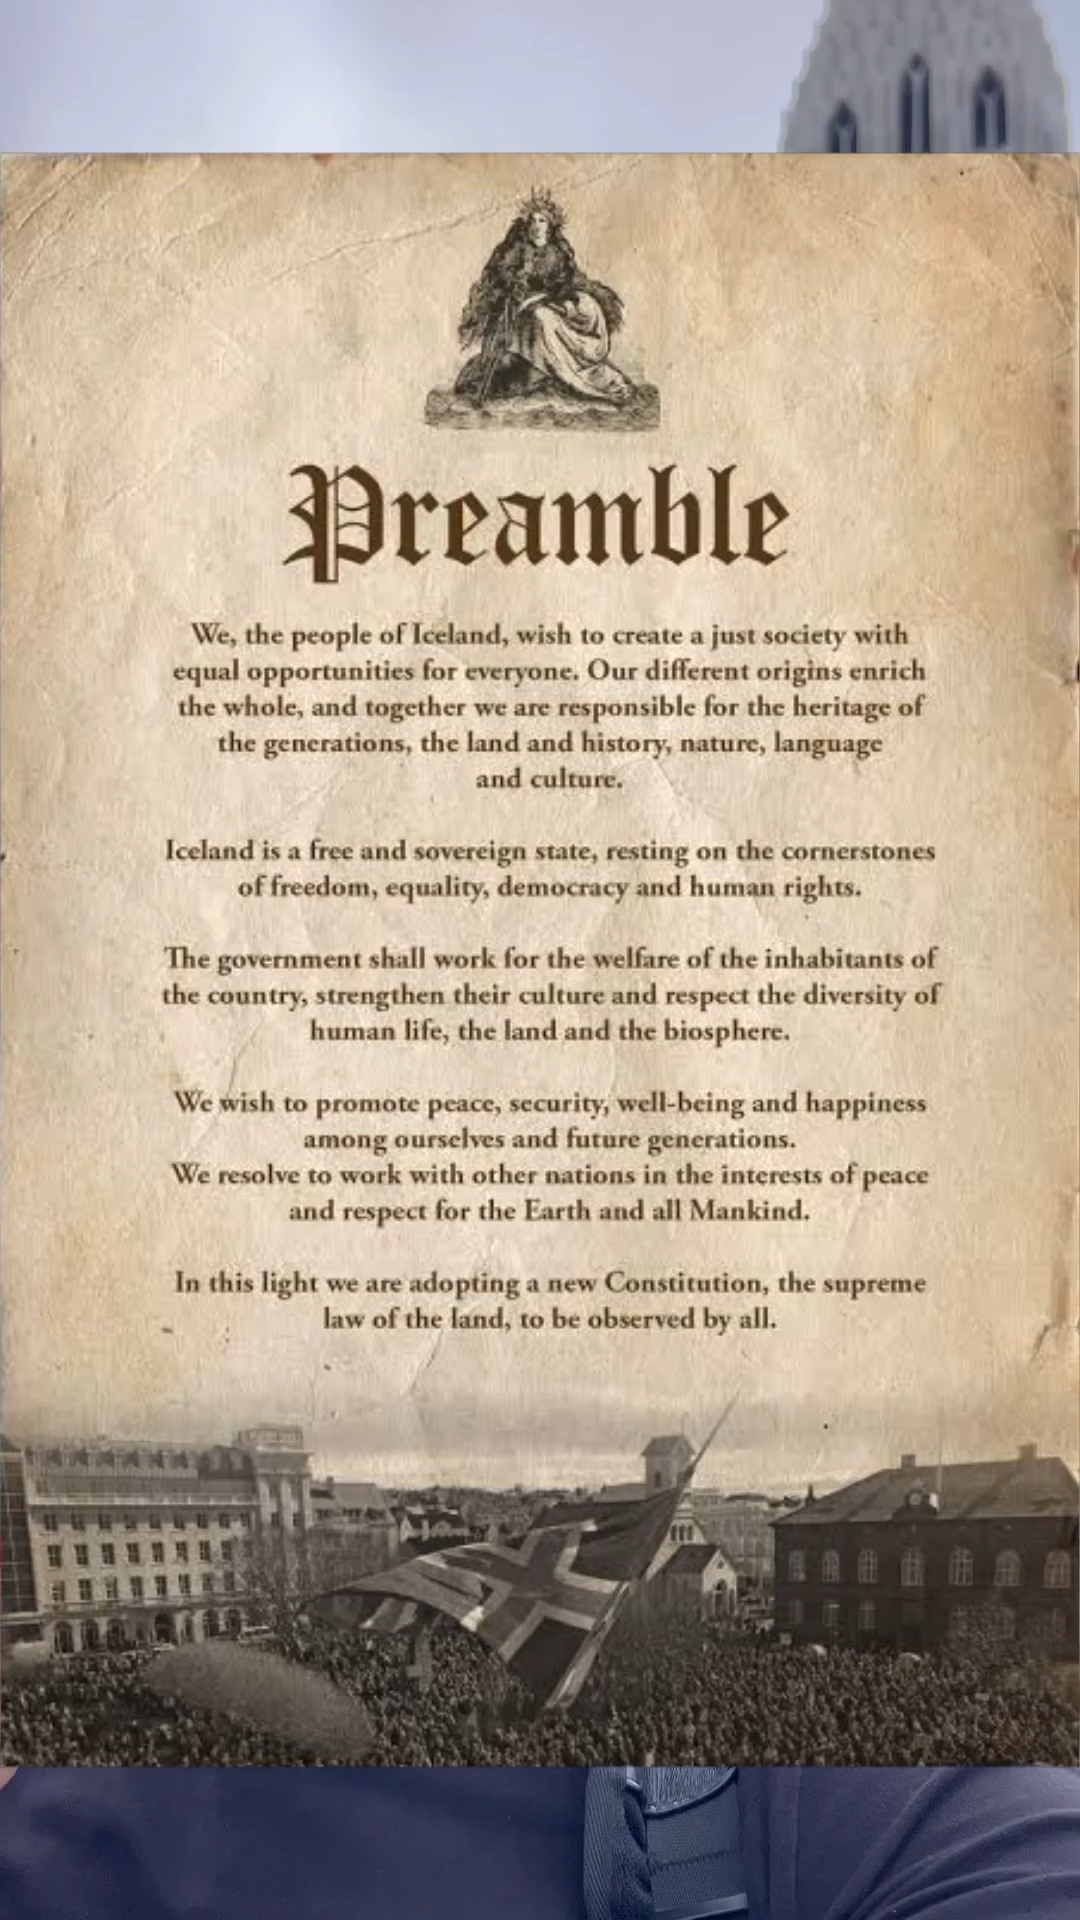 Preamble
We, the people of Iceland, wish to create a just society with
equal opportunities for everyone. Our different origins enrich
the whole, and together we are responsible for the heritage of
the generations, the land and history, nature, language
and culture.
Iceland is a free and sovereign state, resting on the cornerstones
of freedom, equality, democracy and human rights.
The government shall work for the welfare of the inhabitants of
the country, strengthen their culture and respect the diversity of
human life, the land and the biosphere.
We wish to promote peace, security, well-being and happiness
among ourselves and future generations.
We resolve to work with other nations in the interests of peace
and respect for the Earth and all Mankind.
In this light we are adopting a new Constitution, the supreme
law of the land, to be observed by all.